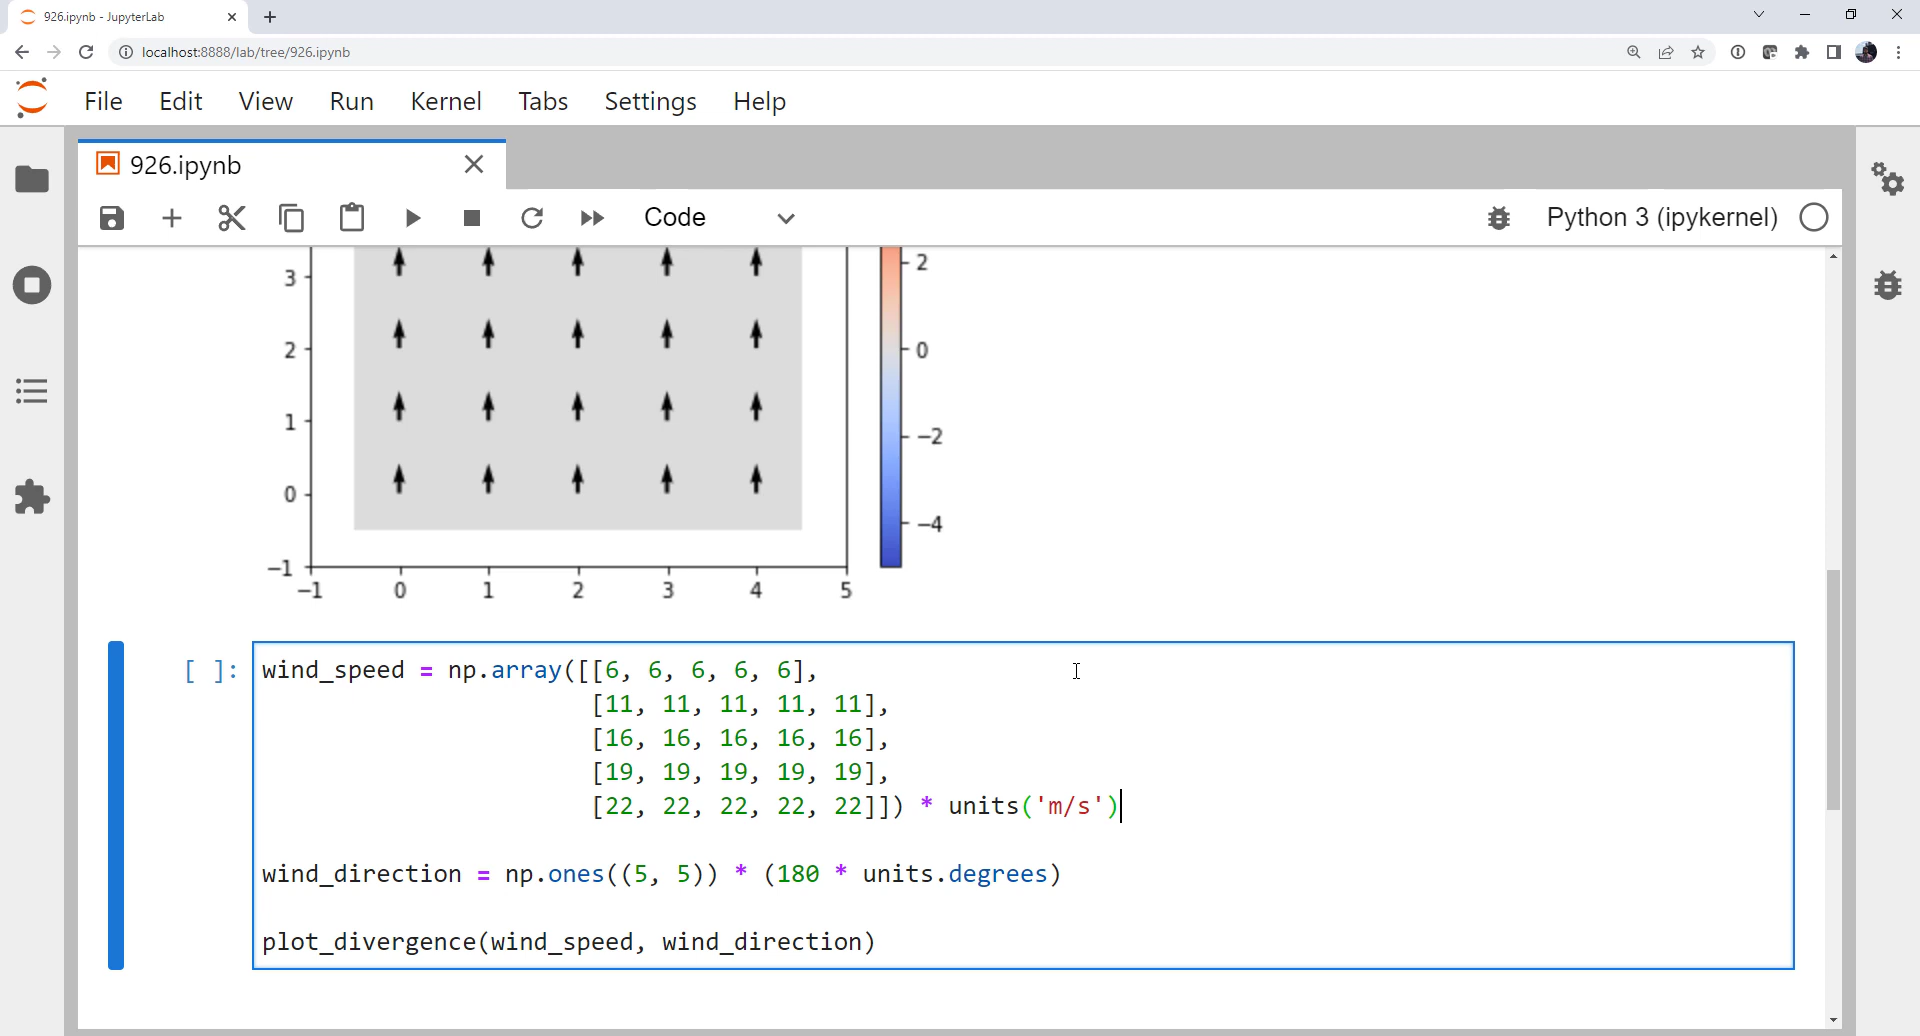 926.ipynb - JupyterLab
localhost:8888/lab/tree/926.ipynb
File Edit View Run Kernel Tabs Settings Help
926.ipynb
Code
Python 3 (ipykernel)
3
2
1
0
−1
−1 0 1 2 3 4 5
2
0
−2
−4
[ ]:
wind_speed = np.array([[6, 6, 6, 6, 6],
[11, 11, 11, 11, 11],
[16, 16, 16, 16, 16],
[19, 19, 19, 19, 19],
[22, 22, 22, 22, 22]]) * units('m/s')
wind_direction = np.ones((5, 5)) * (180 * units.degrees)
plot_divergence(wind_speed, wind_direction)